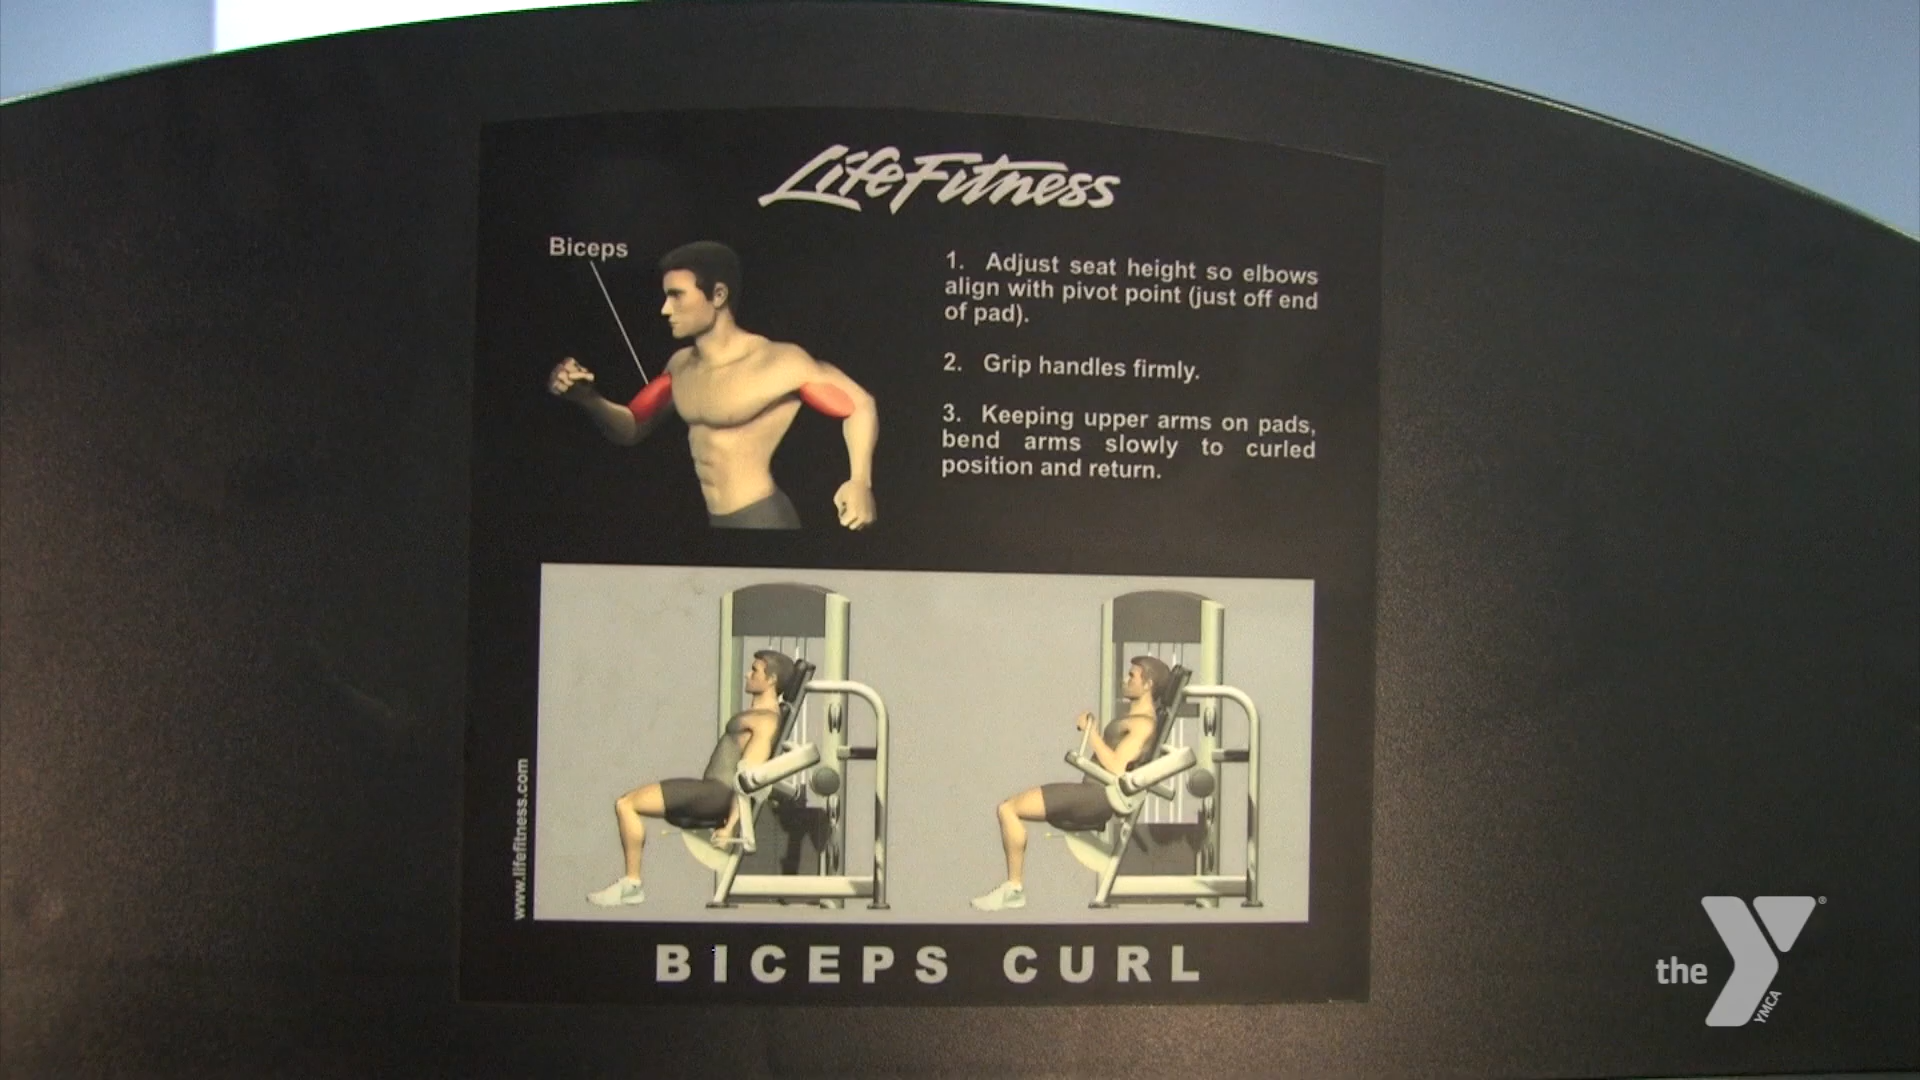 LifeFitness
Biceps
1. Adjust seat height so elbows
align with pivot point (just off end
of pad).
2. Grip handles firmly.
3. Keeping upper arms on pads,
bend arms slowly to curled
position and return.
www.lifefitness.com
BICEPS CURL
the Y®
YMCA